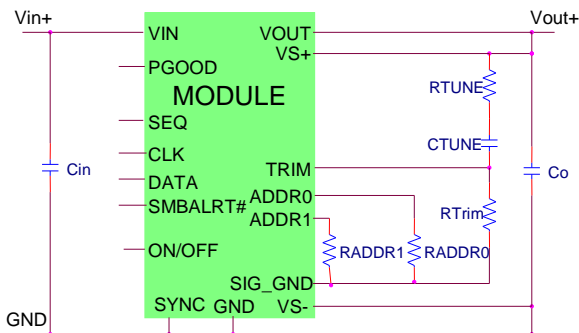 Vin+
Vout+
VIN
VOUT
VS+
PGOOD
RTUNE
MODULE
SEQ
CTUNE
CLK
TRIM
Cin
Co
DATA
ADDR0
SMBALRT#
ADDR1
RTrim
ON/OFF
RADDR1
RADDR0
SIG_GND
SYNC
GND
VS-
GND